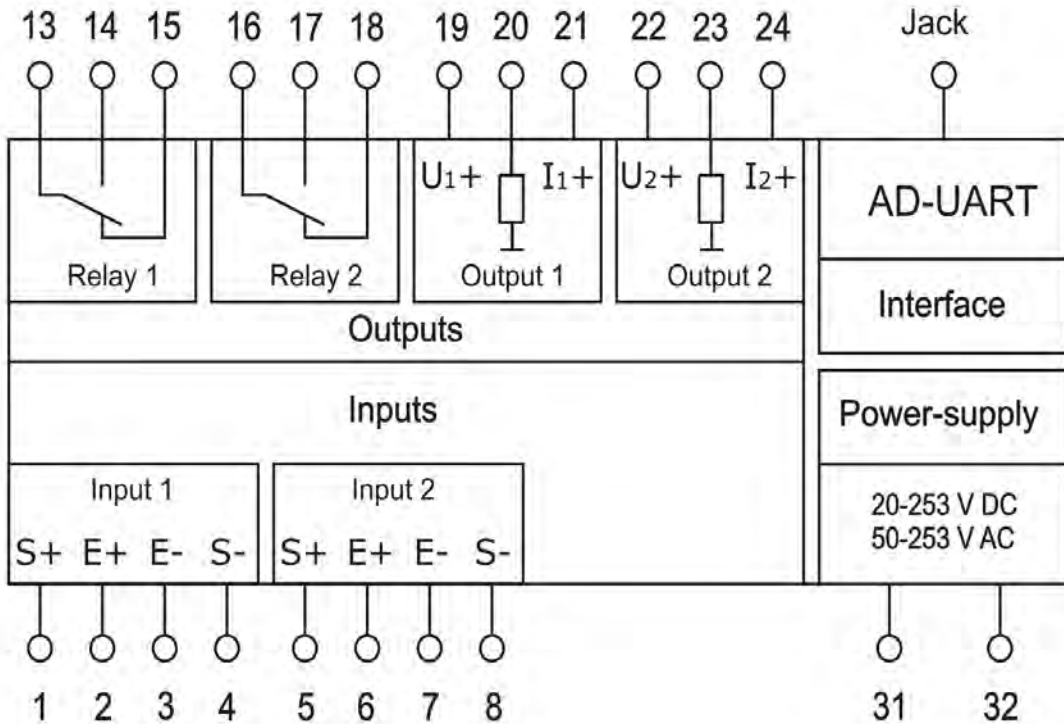 13 14 15 16 17 18 19 20 21 22 23 24 Jack
U1+ I1+ U2+ I2+
AD-UART
Relay 1 Relay 2 Output 1 Output 2
Interface
Outputs
Inputs
Power-supply
Input 1 Input 2
20-253 V DC
50-253 V AC
S+ E+ E- S- S+ E+ E- S-
1 2 3 4 5 6 7 8 31 32